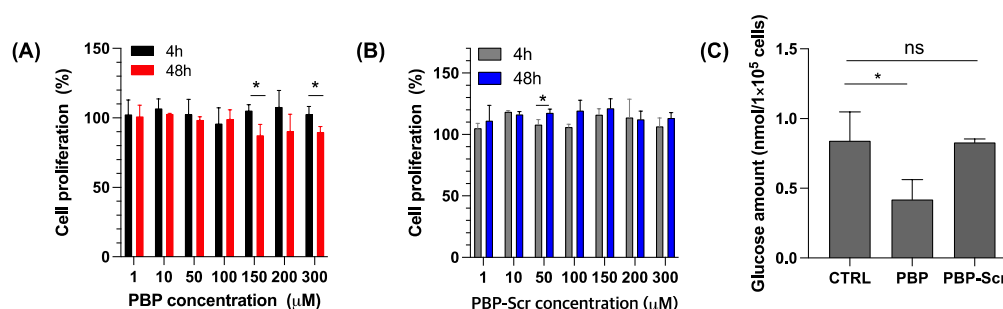 (A)
Cell proliferation (%)
150
100
50
0
4h
48h
*
*
1 10 50 100 150 200 300
PBP concentration (μM)
(B)
Cell proliferation (%)
150
100
50
0
4h
48h
*
1 10 50 100 150 200 300
PBP-Scr concentration (μM)
(C)
Glucose amount (nmol/1×10⁵ cells)
1.5
1.0
0.5
0.0
ns
*
CTRL PBP PBP-Scr